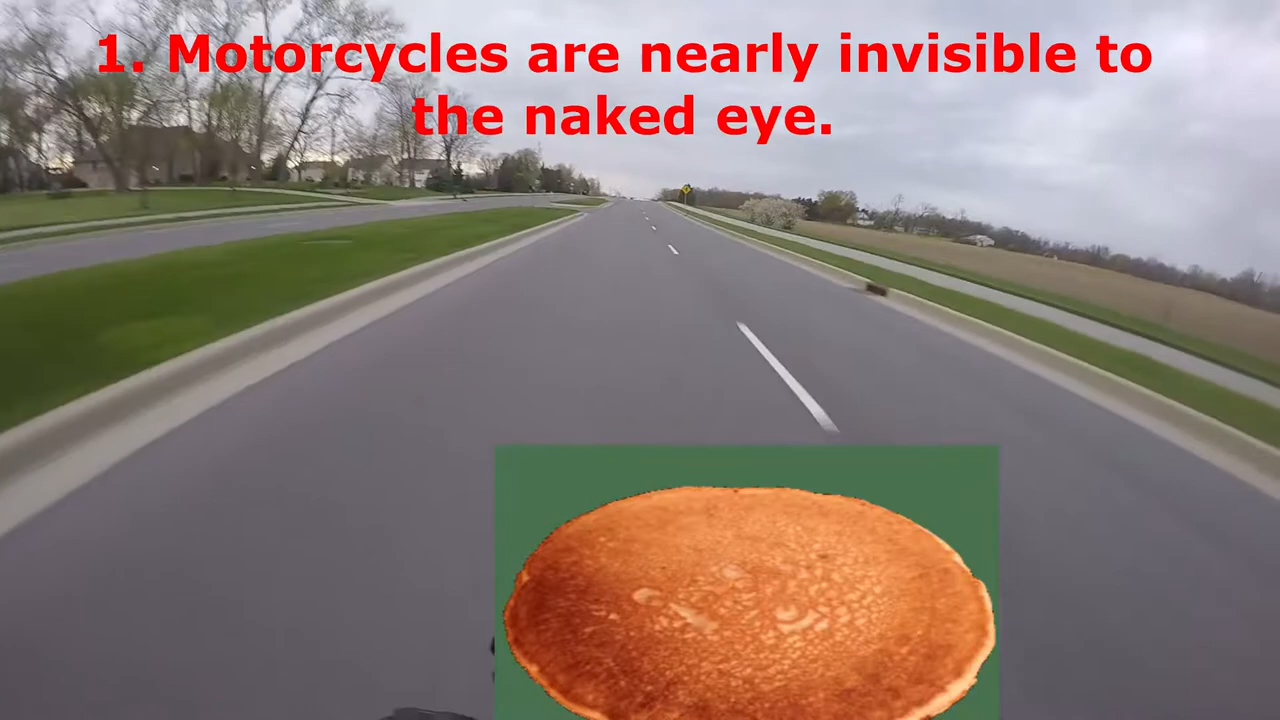 1. Motorcycles are nearly invisible to
the naked eye.